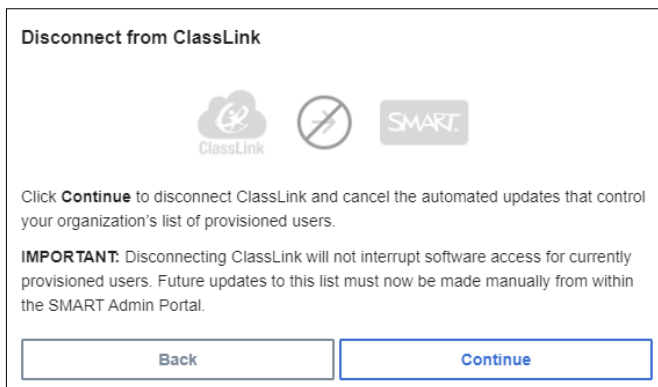 Disconnect from ClassLink
ClassLink
SMART
Click Continue to disconnect ClassLink and cancel the automated updates that control
your organization's list of provisioned users.
IMPORTANT: Disconnecting ClassLink will not interrupt software access for currently
provisioned users. Future updates to this list must now be made manually from within
the SMART Admin Portal.
Back
Continue